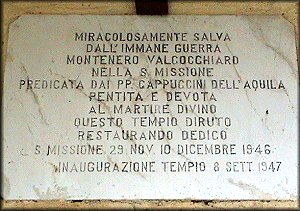 MIRACOLOSAMENTE SALVA
DALL'IMMANE GUERRA
MONTENERO VALCOCCHIARO
NELLA S. MISSIONE
PREDICATA DAI PP. CAPPUCCINI DELL'AQUILA
PENTITA E DEVOTA
AL MARTIRE DIVINO
QUESTO TEMPIO DIRUTO
RESTAURANDO DEDICO
S. MISSIONE. 29. NOV. 10 DICEMBRE 1946.
INAUGURAZIONE TEMPIO 8 SETT. 1947